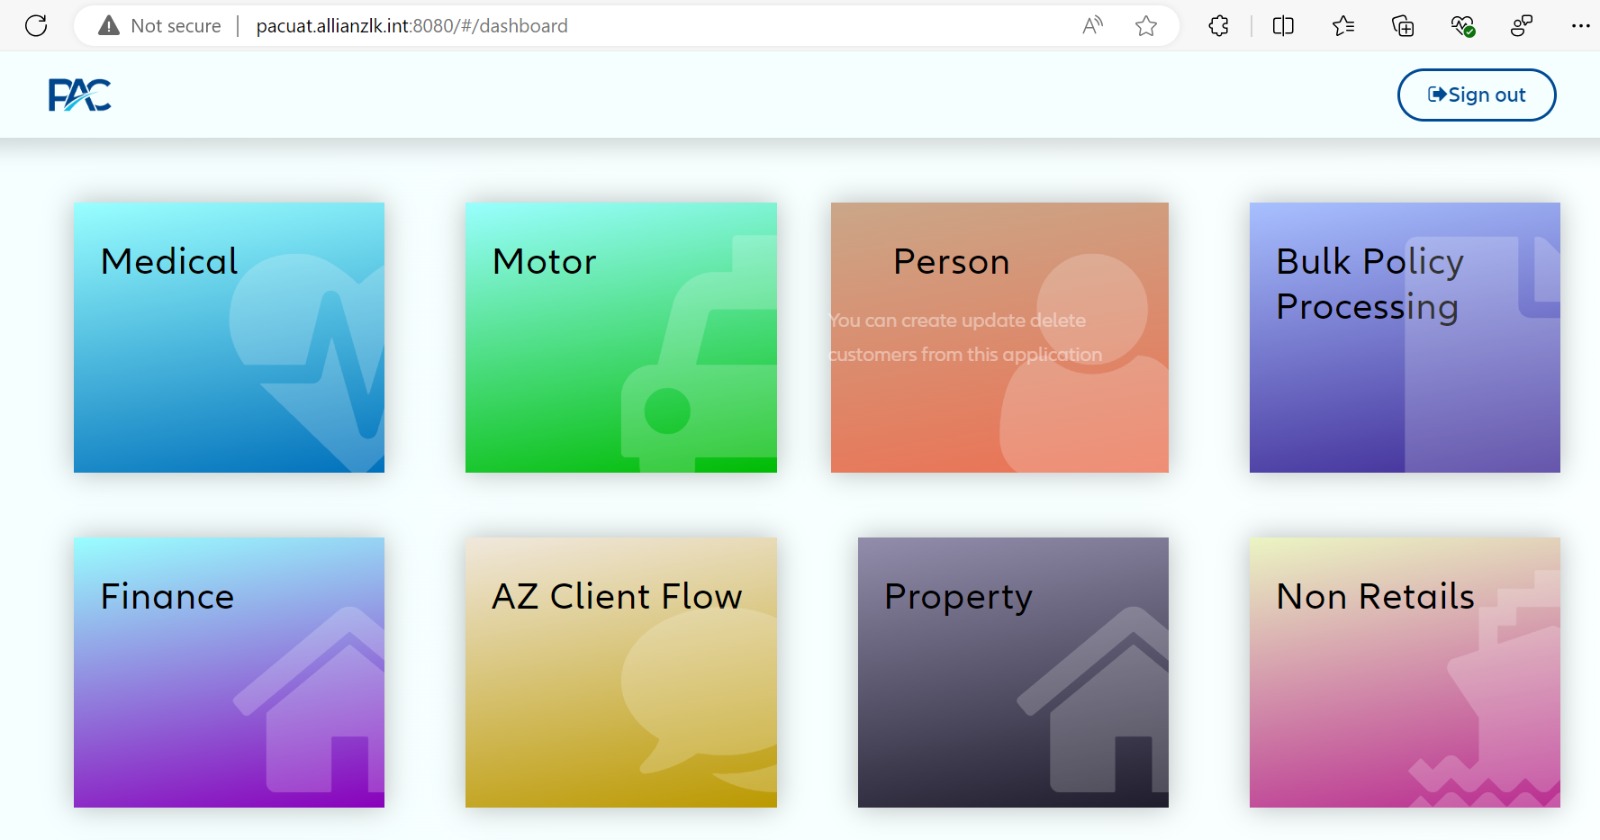 Not secure | pacuat.allianzlk.int:8080/#/dashboard
PAC
Sign out
Medical
Motor
Person
You can create update delete
customers from this application
Bulk Policy
Processing
Finance
AZ Client Flow
Property
Non Retails